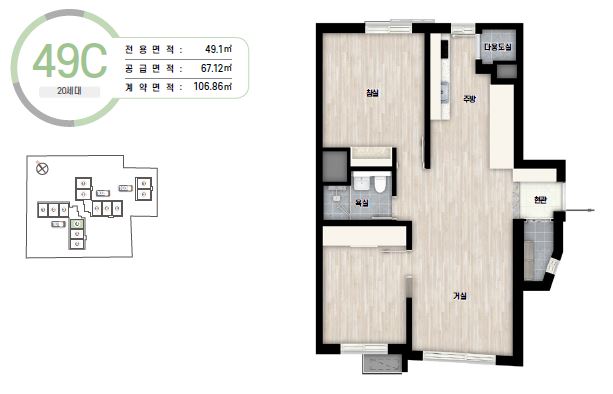 49C
20세대
전 용 면 적 : 49.1㎡
공 급 면 적 : 67.12㎡
계 약 면 적 : 106.86㎡
다용도실
침실
주방
욕실
현관
거실